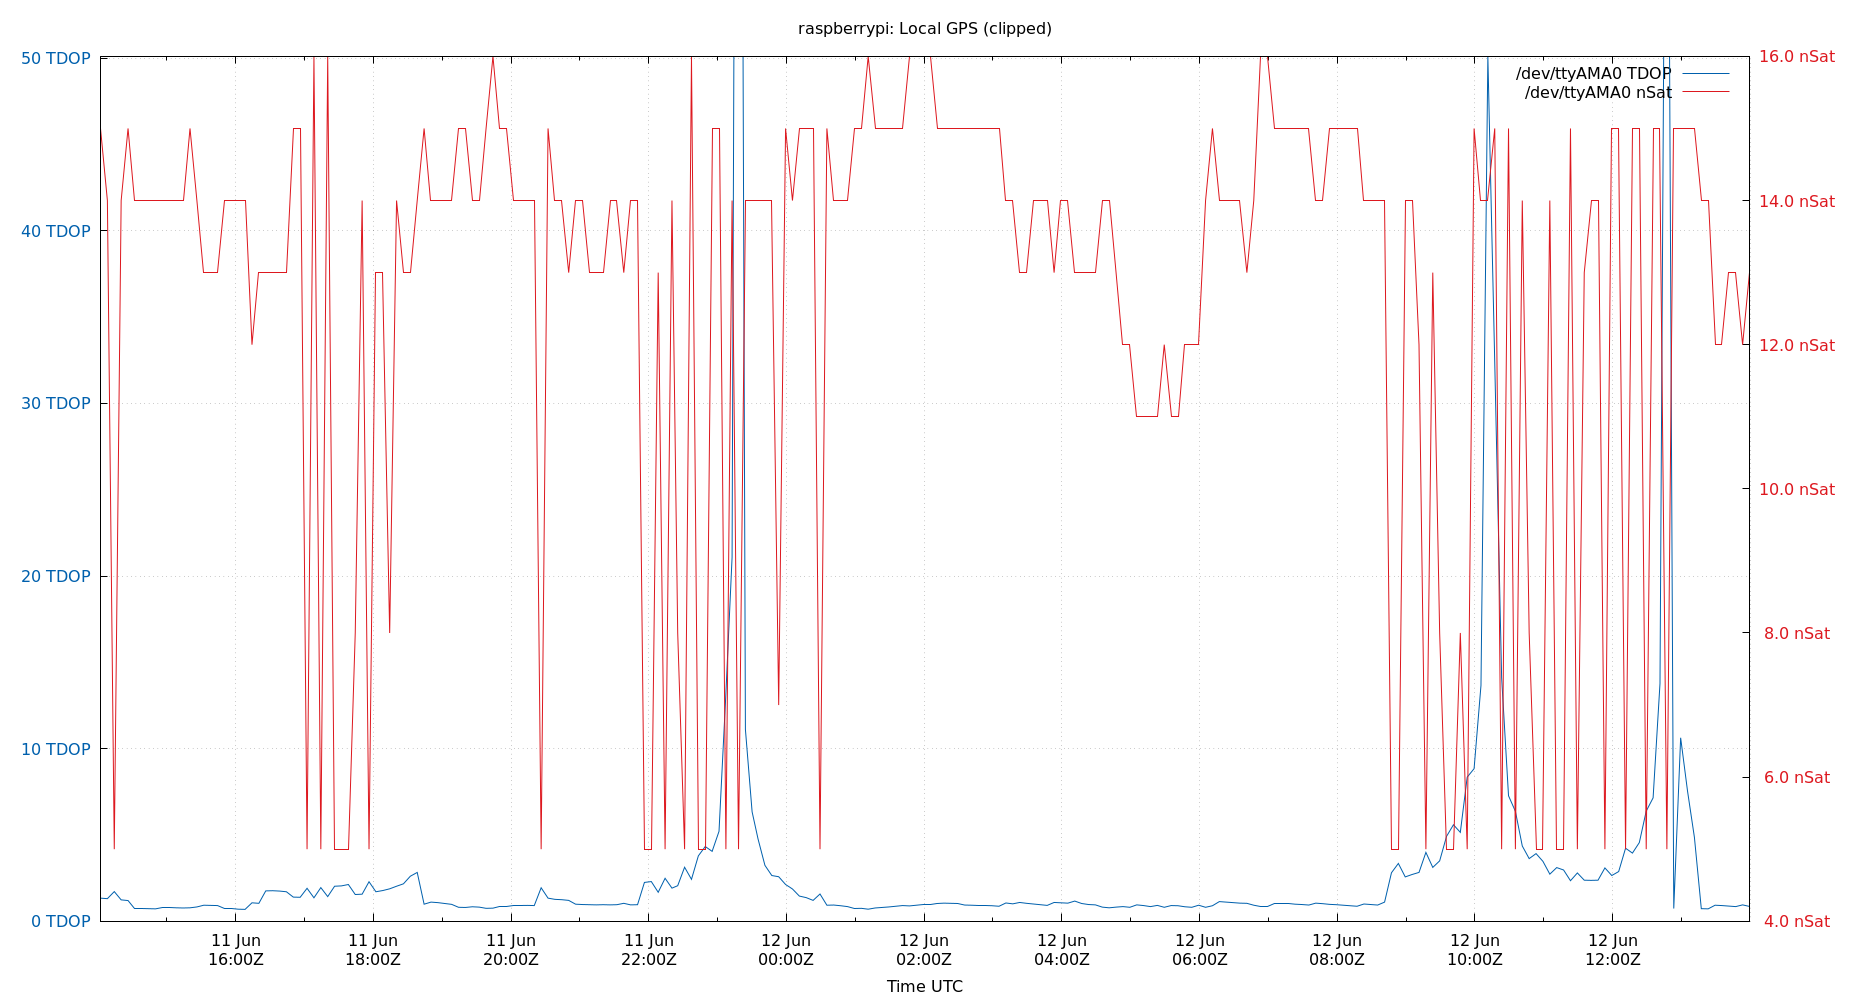 raspberrypi: Local GPS (clipped)
50 TDOP
40 TDOP
30 TDOP
20 TDOP
10 TDOP
0 TDOP
16.0 nSat
14.0 nSat
12.0 nSat
10.0 nSat
8.0 nSat
6.0 nSat
4.0 nSat
/dev/ttyAMA0 TDOP
/dev/ttyAMA0 nSat
11 Jun 11 Jun 11 Jun 11 Jun 12 Jun 12 Jun 12 Jun 12 Jun 12 Jun 12 Jun 12 Jun
16:00Z 18:00Z 20:00Z 22:00Z 00:00Z 02:00Z 04:00Z 06:00Z 08:00Z 10:00Z 12:00Z
Time UTC